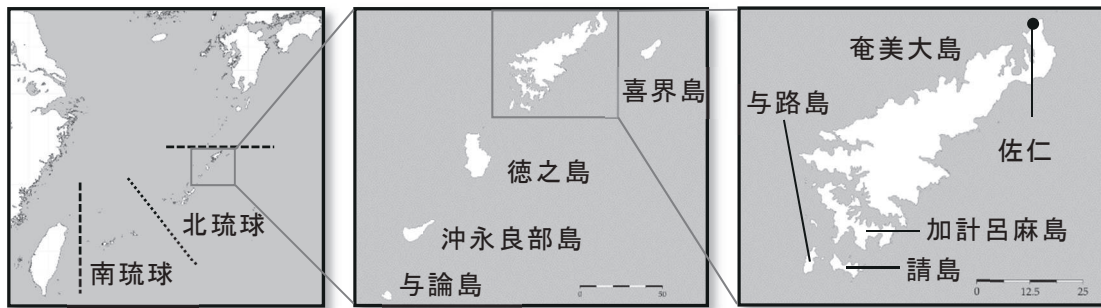 北琉球
南琉球
喜界島
徳之島
沖永良部島
与論島
0 50
奄美大島
与路島
佐仁
加計呂麻島
請島
0 12.5 25